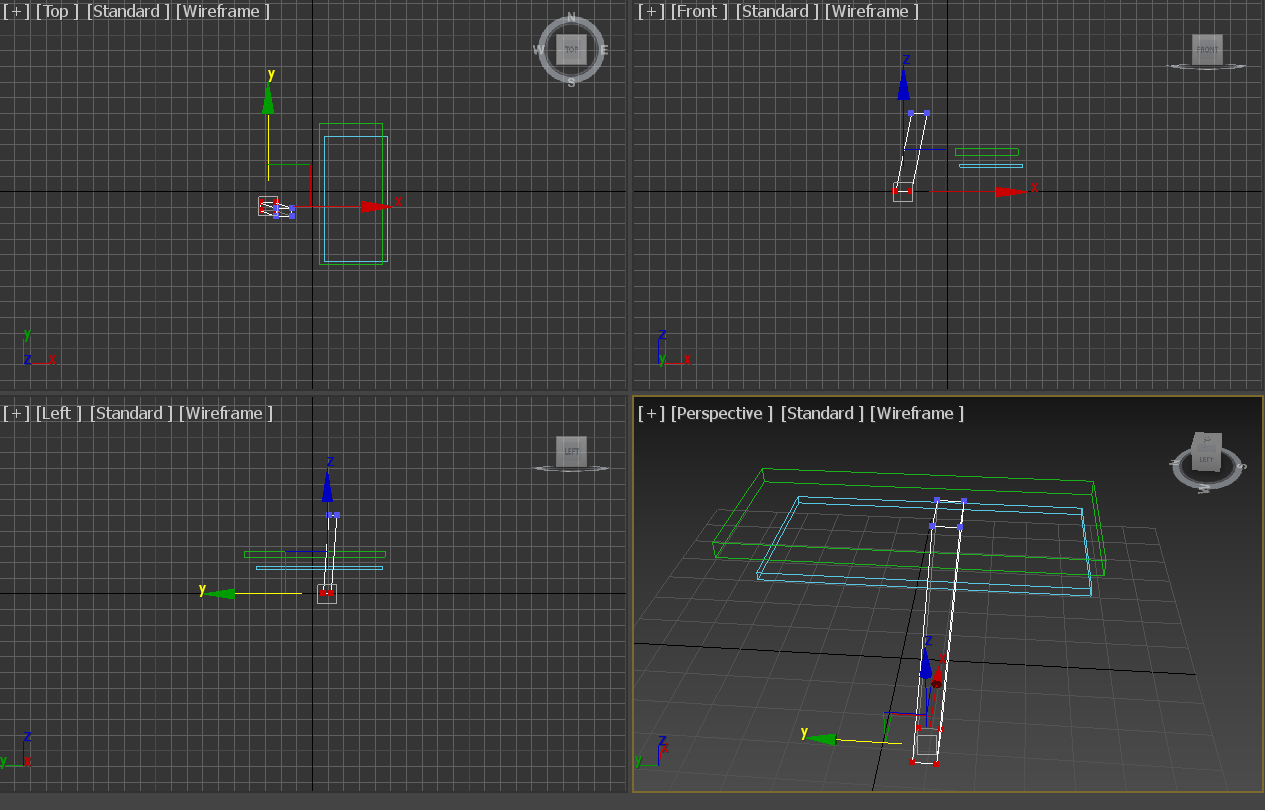 [+] [Top ] [Standard ] [Wireframe ]
N
W TOP E
S
y
x
y
z x
[+] [Front ] [Standard ] [Wireframe ]
FRONT
z
x
z
y x
[+] [Left ] [Standard ] [Wireframe ]
LEFT
z
y
z
y x
[+] [Perspective ] [Standard ] [Wireframe ]
LEFT
S
W
z
x
y
z
x
y